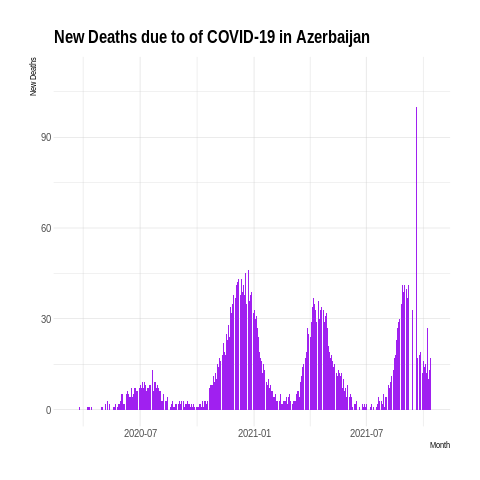 New Deaths due to of COVID-19 in Azerbaijan
New Deaths
90
60
30
0
2020-07 2021-01 2021-07
Month